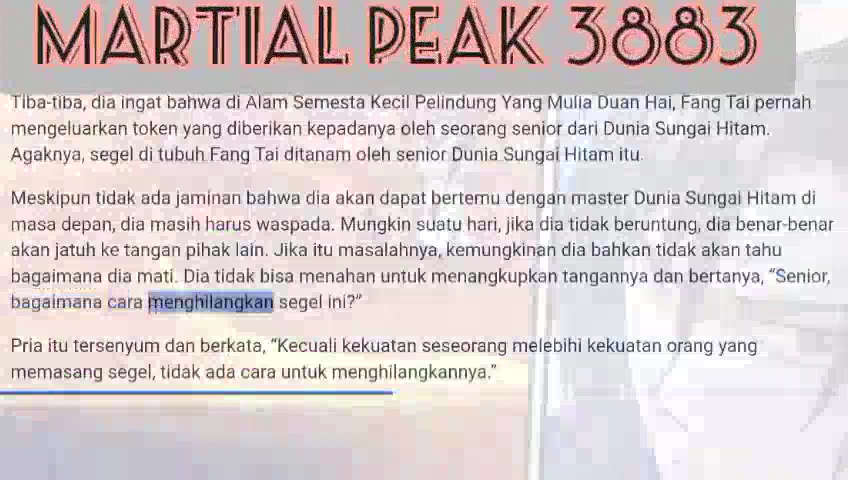 MARTIAL PEAK 3883
Tiba-tiba, dia ingat bahwa di Alam Semesta Kecil Pelindung Yang Mulia Duan Hai, Fang Tai pernah
mengeluarkan token yang diberikan kepadanya oleh seorang senior dari Dunia Sungai Hitam.
Agaknya, segel di tubuh Fang Tai ditanam oleh senior Dunia Sungai Hitam itu.
Meskipun tidak ada jaminan bahwa dia akan dapat bertemu dengan master Dunia Sungai Hitam di
masa depan, dia masih harus waspada. Mungkin suatu hari, jika dia tidak beruntung, dia benar-benar
akan jatuh ke tangan pihak lain. Jika itu masalahnya, kemungkinan dia bahkan tidak akan tahu
bagaimana dia mati. Dia tidak bisa menahan untuk menangkupkan tangannya dan bertanya, “Senior,
bagaimana cara menghilangkan segel ini?”
Pria itu tersenyum dan berkata, “Kecuali kekuatan seseorang melebihi kekuatan orang yang
memasang segel, tidak ada cara untuk menghilangkannya.”